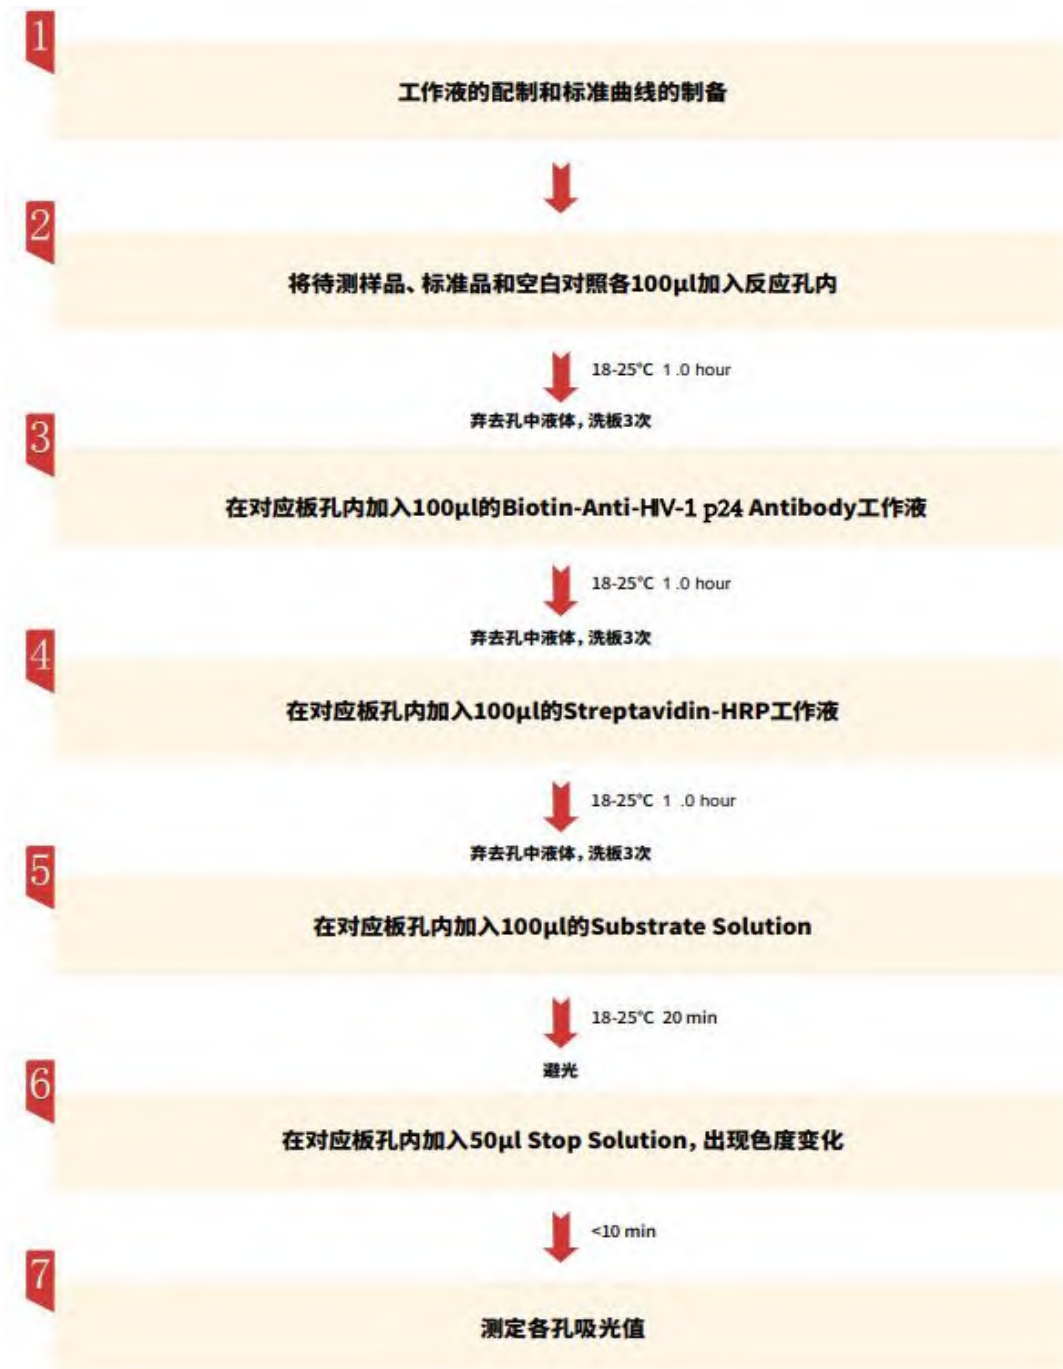 1
工作液的配制和标准曲线的制备
2
将待测样品、标准品和空白对照各100μl加入反应孔内
18-25℃ 1 .0 hour
弃去孔中液体，洗板3次
3
在对应板孔内加入100μl的Biotin-Anti-HIV-1 p24 Antibody工作液
18-25℃ 1 .0 hour
弃去孔中液体，洗板3次
4
在对应板孔内加入100μl的Streptavidin-HRP工作液
18-25℃ 1 .0 hour
弃去孔中液体，洗板3次
5
在对应板孔内加入100μl的Substrate Solution
18-25℃ 20 min
避光
6
在对应板孔内加入50μl Stop Solution，出现色度变化
<10 min
7
测定各孔吸光值